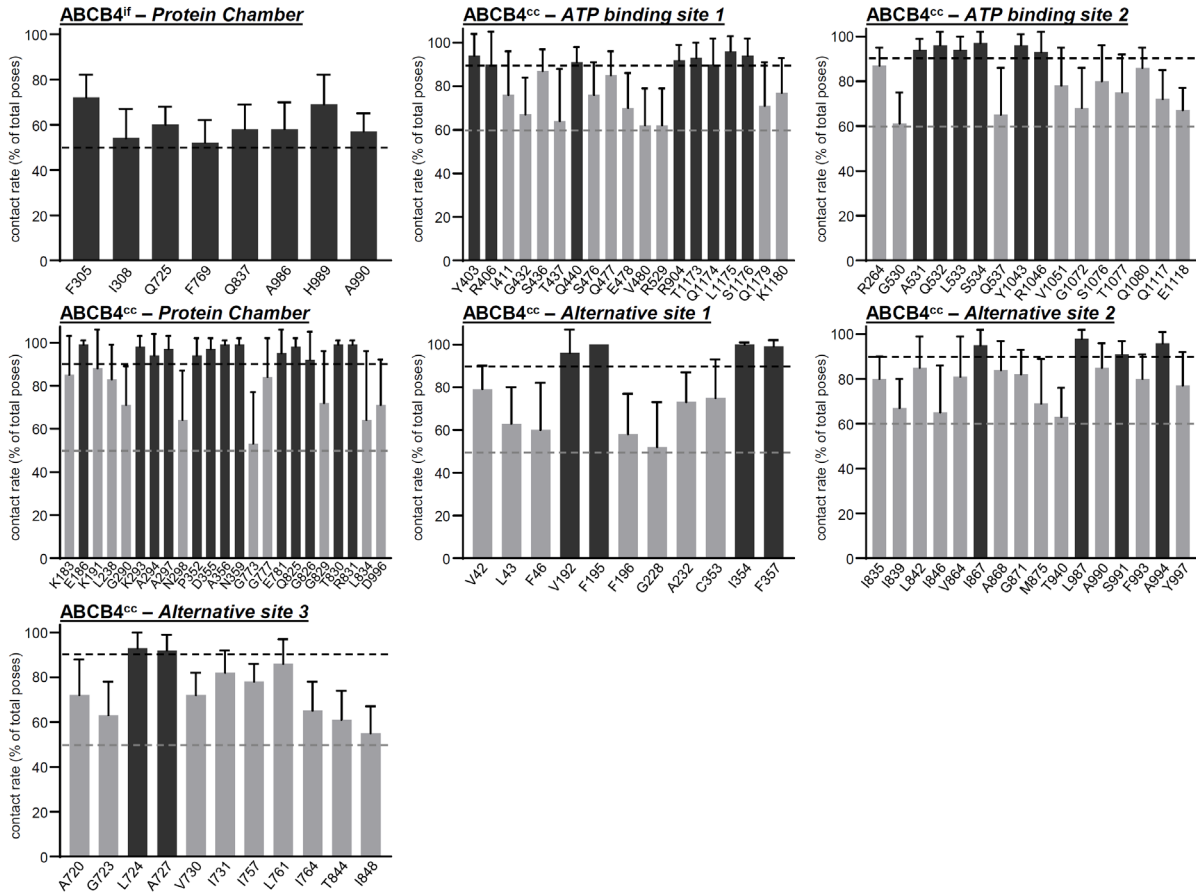 ABCB4if – Protein Chamber
contact rate (% of total poses)
100
80
60
40
20
0
F305 I308 Q725 F769 Q837 A986 H989 A990
ABCB4cc – ATP binding site 1
contact rate (% of total poses)
100
80
60
40
20
0
Y403 R406 I411 G432 S436 T437 Q440 S476 Q477 E478 V480 R529 R904 T1173 Q1174 L1175 S1176 Q1179 K1180
ABCB4cc – ATP binding site 2
contact rate (% of total poses)
100
80
60
40
20
0
R264 G530 A531 Q532 L533 S534 Q537 Y1043 R1046 V1051 G1072 S1076 T1077 Q1080 Q1117 E1118
ABCB4cc – Protein Chamber
contact rate (% of total poses)
100
80
60
40
20
0
K183 E186 K191 L238 G290 K293 A294 A297 N298 P352 D355 A356 N359 G773 G777 E781 Q825 G826 G829 T830 R831 L834 D996
ABCB4cc – Alternative site 1
contact rate (% of total poses)
100
80
60
40
20
0
V42 L43 F46 V192 F195 F196 G228 A232 C353 I354 F357
ABCB4cc – Alternative site 2
contact rate (% of total poses)
100
80
60
40
20
0
I835 I839 L842 I846 V864 I867 A868 G871 M875 T940 L987 A990 S991 F993 A994 Y997
ABCB4cc – Alternative site 3
contact rate (% of total poses)
100
80
60
40
20
0
A720 G723 L724 A727 V730 I731 I757 L761 I764 T844 I848